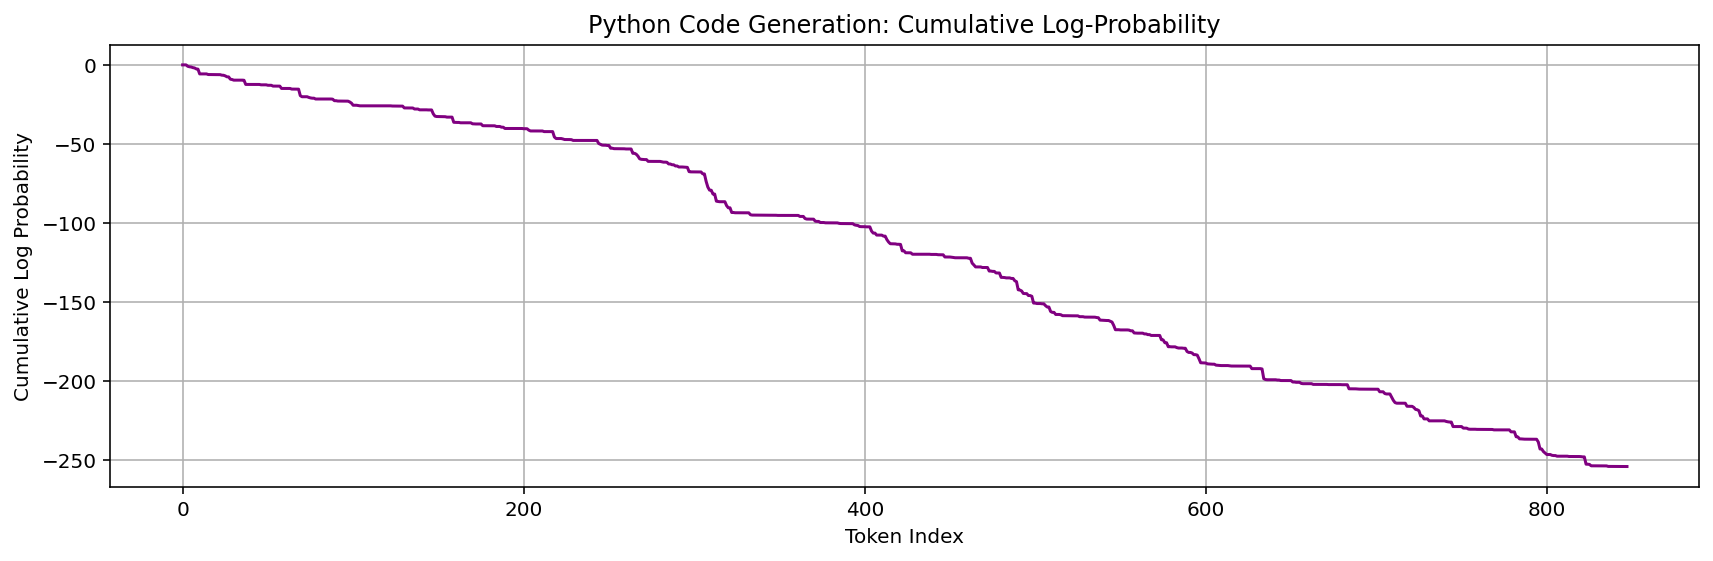 Python Code Generation: Cumulative Log-Probability
0
−50
−100
−150
−200
−250
Cumulative Log Probability
0 200 400 600 800
Token Index